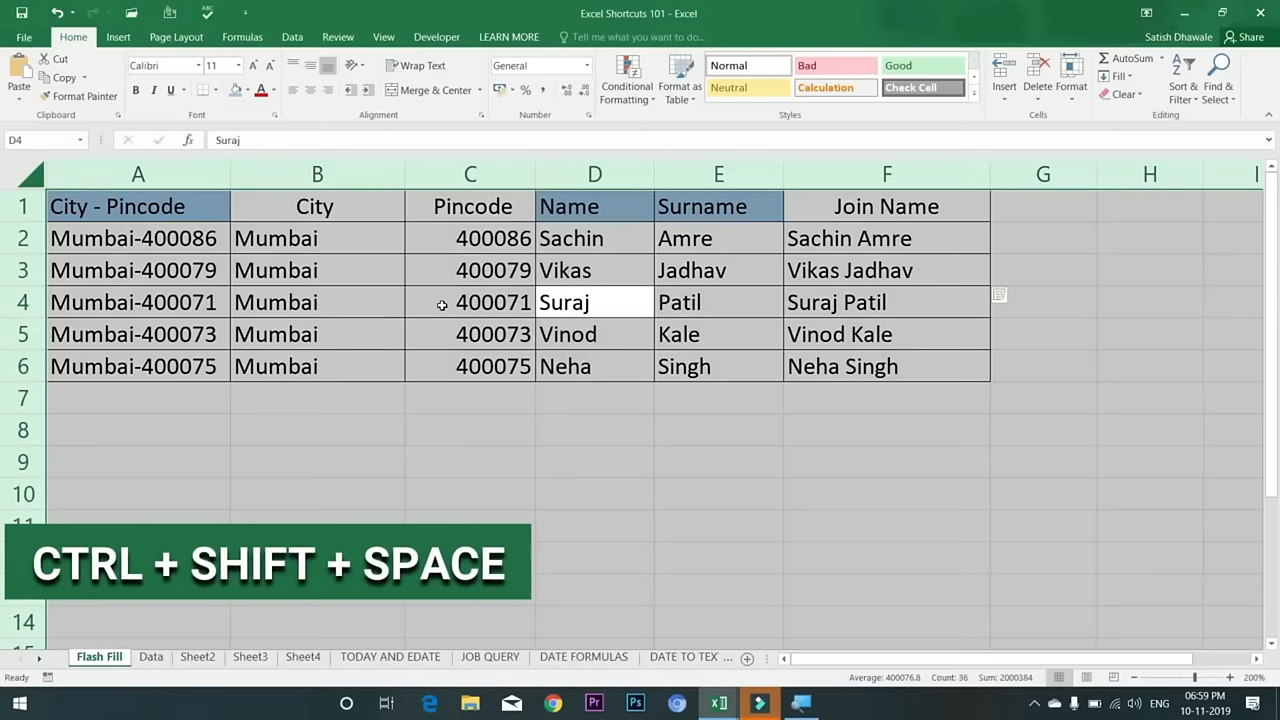 Excel Shortcuts 101 - Excel
File Home Insert Page Layout Formulas Data Review View Developer LEARN MORE Tell me what you want to do... Satish Dhawale Share
Paste Cut Copy Format Painter Clipboard
Calibri 11 B I U A Font
Wrap Text Merge & Center Alignment
General % , Number
Conditional Formatting Format as Table
Normal Bad Good
Neutral Calculation Check Cell
Styles
Insert Delete Format Cells
AutoSum Fill Clear Sort & Filter Find & Select Editing
D4 fx Suraj
A B C D E F G H I
1 City - Pincode City Pincode Name Surname Join Name
2 Mumbai-400086 Mumbai 400086 Sachin Amre Sachin Amre
3 Mumbai-400079 Mumbai 400079 Vikas Jadhav Vikas Jadhav
4 Mumbai-400071 Mumbai 400071 Suraj Patil Suraj Patil
5 Mumbai-400073 Mumbai 400073 Vinod Kale Vinod Kale
6 Mumbai-400075 Mumbai 400075 Neha Singh Neha Singh
7
8
9
10
CTRL + SHIFT + SPACE
14
Flash Fill Data Sheet2 Sheet3 Sheet4 TODAY AND EDATE JOB QUERY DATE FORMULAS DATE TO TEX ...
Ready Average: 400076.8 Count: 36 Sum: 2000384 200%
Pr Ps ENG 06:59 PM
10-11-2019